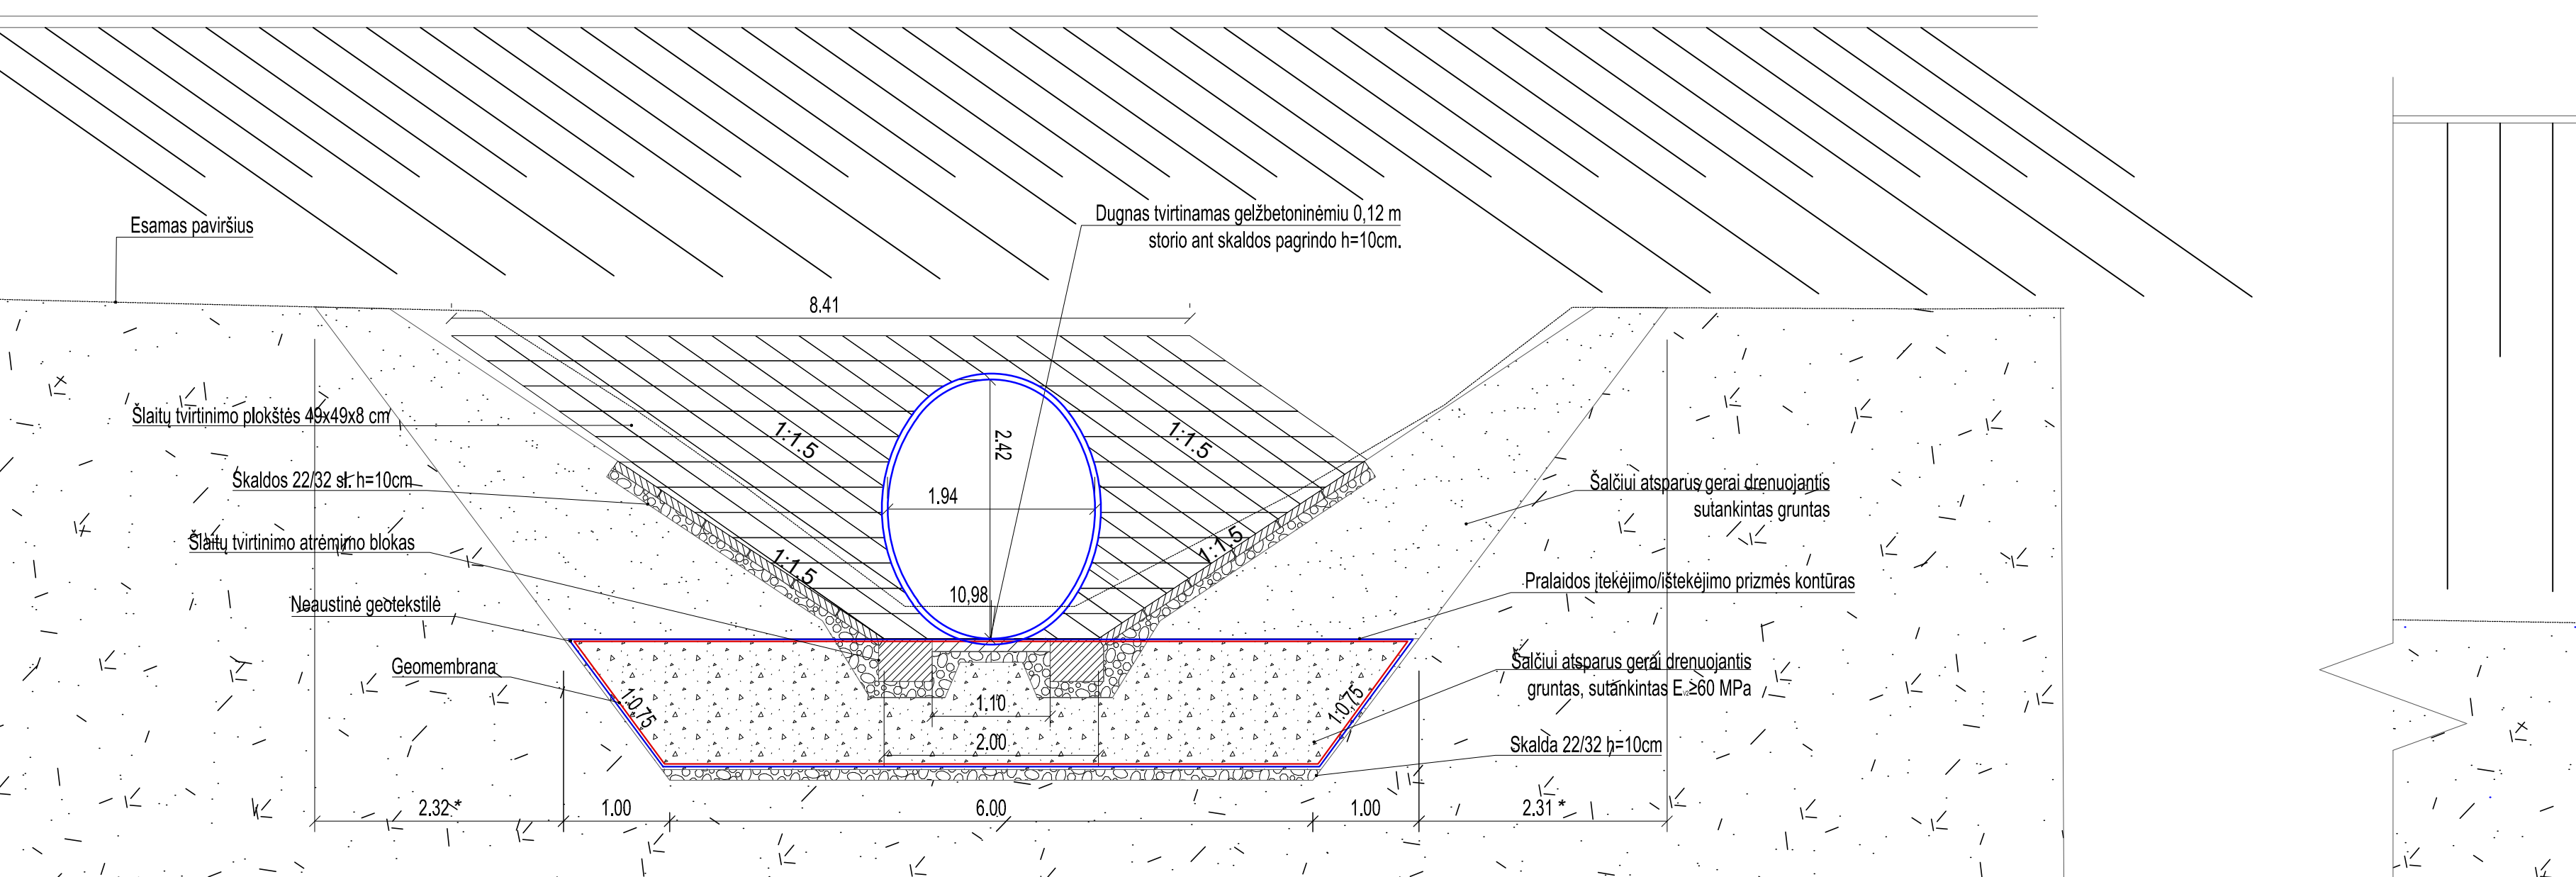 Esamas paviršius
Dugnas tvirtinamas gelžbetoninėmiu 0,12 m
storio ant skaldos pagrindo h=10cm.
8.41
Šlaitų tvirtinimo plokštės 49x49x8 cm
1:1.5
2.42
1:1.5
Skaldos 22/32 sl. h=10cm
1.94
Šalčiui atsparus gerai drenuojantis
sutankintas gruntas
Šlaitų tvirtinimo atrėmimo blokas
1:1.5
1:1.5
10,98
Pralaidos įtekėjimo/ištekėjimo prizmės kontūras
Neaustinė geotekstilė
Geomembrana
Šalčiui atsparus gerai drenuojantis
gruntas, sutankintas E ≥60 MPa
1:0,75
1.10
1:0,75
2.00
Skalda 22/32 h=10cm
2.32 *
1.00
6.00
1.00
2.31 *